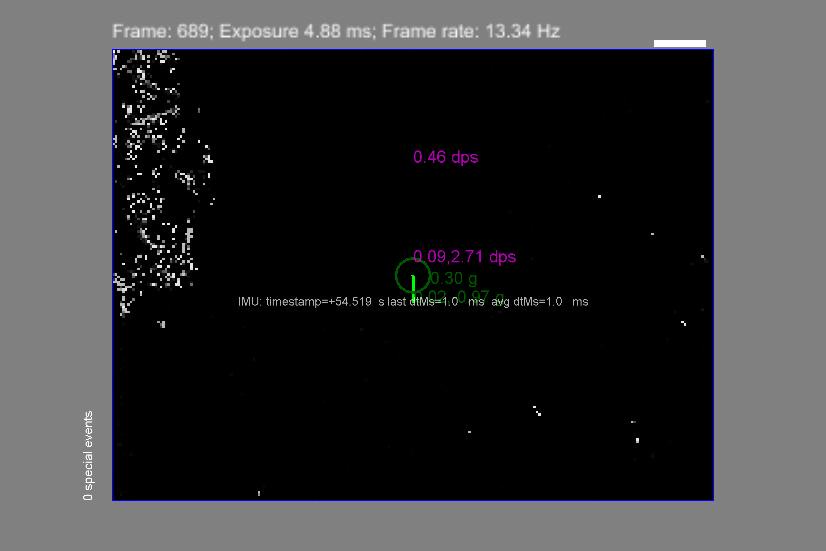 Frame: 689; Exposure 4.88 ms; Frame rate: 13.34 Hz
0.46 dps
0.09,2.71 dps
0.30 g
IMU: timestamp=+54.519 s last dtMs=1.0 ms avg dtMs=1.0 ms
0 special events